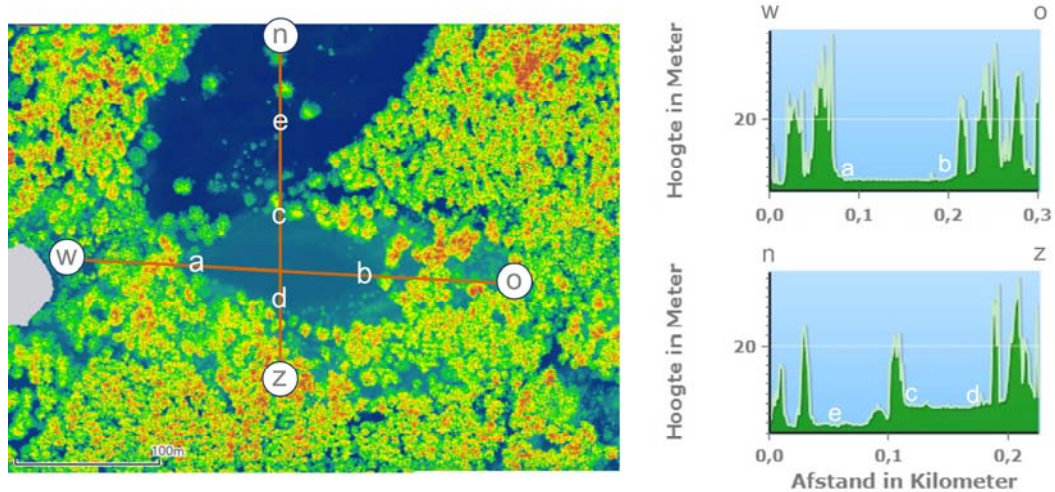 n
e
c
w
a
b
o
d
z
100m
w
o
Hoogte in Meter
20
a
b
0,0
0,1
0,2
0,3
n
z
Hoogte in Meter
20
e
c
d
0,0
0,1
0,2
Afstand in Kilometer